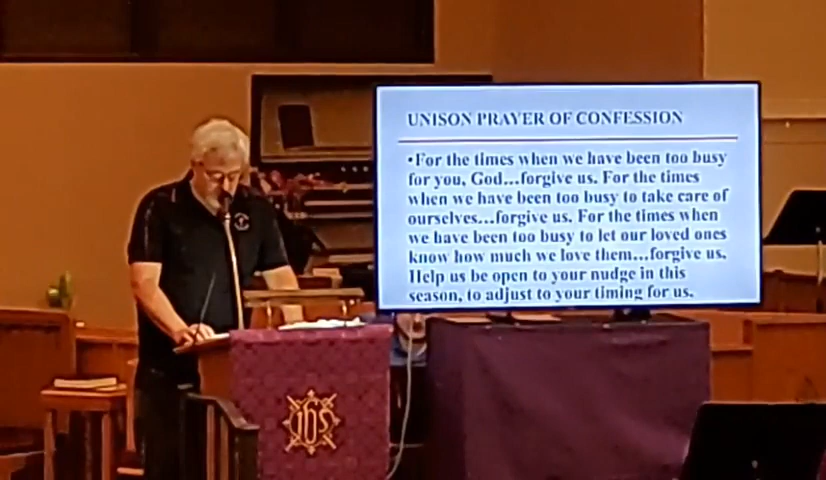 UNISON PRAYER OF CONFESSION
•For the times when we have been too busy
for you, God...forgive us. For the times
when we have been too busy to take care of
ourselves...forgive us. For the times when
we have been too busy to let our loved ones
know how much we love them...forgive us.
Help us be open to your nudge in this
season, to adjust to your timing for us.
IHS